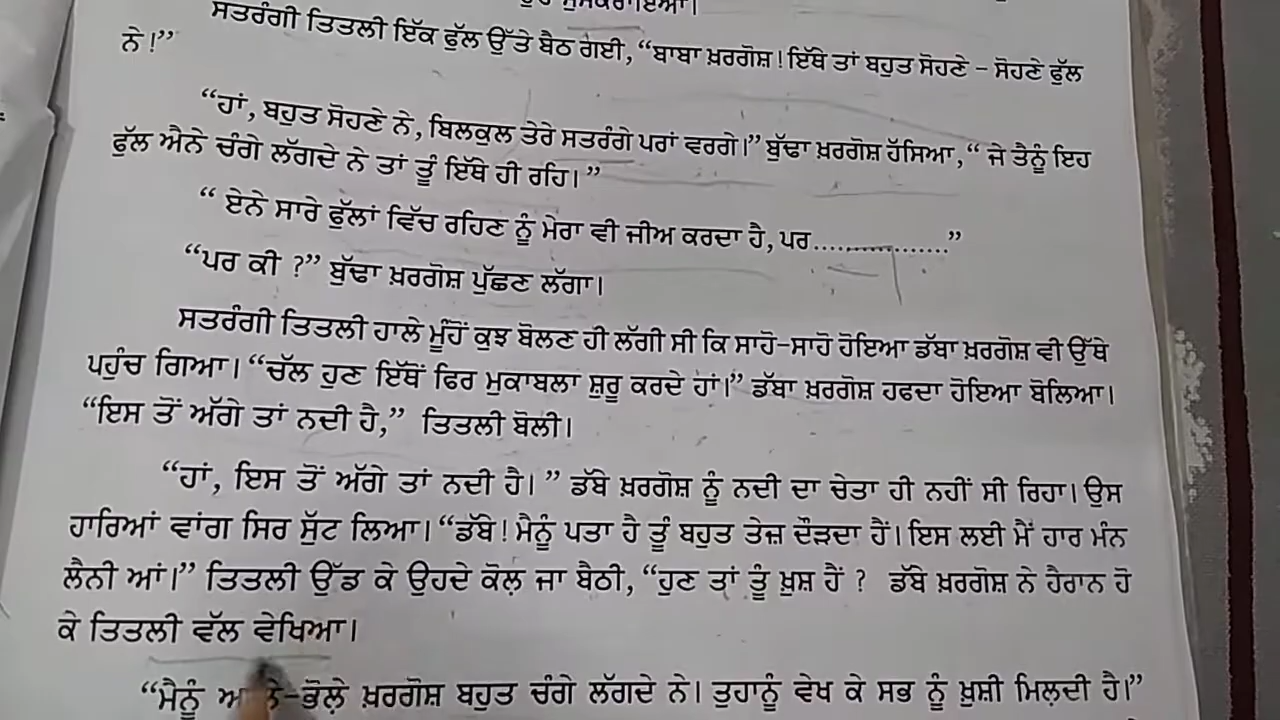 ਸਤਰੰਗੀ ਤਿਤਲੀ ਇੱਕ ਫੁੱਲ ਉੱਤੇ ਬੈਠ ਗਈ, “ਬਾਬਾ ਖ਼ਰਗੋਸ਼ ! ਇੱਥੇ ਤਾਂ ਬਹੁਤ ਸੋਹਣੇ - ਸੋਹਣੇ ਫੁੱਲ
ਨੇ !”
“ਹਾਂ, ਬਹੁਤ ਸੋਹਣੇ ਨੇ, ਬਿਲਕੁਲ ਤੇਰੇ ਸਤਰੰਗੇ ਪਰਾਂ ਵਰਗੇ।” ਬੁੱਢਾ ਖ਼ਰਗੋਸ਼ ਹੱਸਿਆ, “ ਜੇ ਤੈਨੂੰ ਇਹ
ਫੁੱਲ ਐਨੇ ਚੰਗੇ ਲੱਗਦੇ ਨੇ ਤਾਂ ਤੂੰ ਇੱਥੇ ਹੀ ਰਹਿ। ”
“ ਏਨੇ ਸਾਰੇ ਫੁੱਲਾਂ ਵਿੱਚ ਰਹਿਣ ਨੂੰ ਮੇਰਾ ਵੀ ਜੀਅ ਕਰਦਾ ਹੈ, ਪਰ..................”
“ਪਰ ਕੀ ?” ਬੁੱਢਾ ਖ਼ਰਗੋਸ਼ ਪੁੱਛਣ ਲੱਗਾ।
ਸਤਰੰਗੀ ਤਿਤਲੀ ਹਾਲੇ ਮੂੰਹੋਂ ਕੁਝ ਬੋਲਣ ਹੀ ਲੱਗੀ ਸੀ ਕਿ ਸਾਹੋ-ਸਾਹੋ ਹੋਇਆ ਡੱਬਾ ਖ਼ਰਗੋਸ਼ ਵੀ ਉੱਥੇ
ਪਹੁੰਚ ਗਿਆ। “ਚੱਲ ਹੁਣ ਇੱਥੋਂ ਫਿਰ ਮੁਕਾਬਲਾ ਸ਼ੁਰੂ ਕਰਦੇ ਹਾਂ।” ਡੱਬਾ ਖ਼ਰਗੋਸ਼ ਹਫਦਾ ਹੋਇਆ ਬੋਲਿਆ।
“ਇਸ ਤੋਂ ਅੱਗੇ ਤਾਂ ਨਦੀ ਹੈ,” ਤਿਤਲੀ ਬੋਲੀ।
“ਹਾਂ, ਇਸ ਤੋਂ ਅੱਗੇ ਤਾਂ ਨਦੀ ਹੈ। ” ਡੱਬੇ ਖ਼ਰਗੋਸ਼ ਨੂੰ ਨਦੀ ਦਾ ਚੇਤਾ ਹੀ ਨਹੀਂ ਸੀ ਰਿਹਾ। ਉਸ
ਹਾਰਿਆਂ ਵਾਂਗ ਸਿਰ ਸੁੱਟ ਲਿਆ। “ਡੱਬੇ ! ਮੈਨੂੰ ਪਤਾ ਹੈ ਤੂੰ ਬਹੁਤ ਤੇਜ਼ ਦੌੜਦਾ ਹੈਂ। ਇਸ ਲਈ ਮੈਂ ਹਾਰ ਮੰਨ
ਲੈਨੀ ਆਂ।” ਤਿਤਲੀ ਉੱਡ ਕੇ ਉਹਦੇ ਕੋਲ਼ ਜਾ ਬੈਠੀ, “ਹੁਣ ਤਾਂ ਤੂੰ ਖ਼ੁਸ਼ ਹੈਂ ? ਡੱਬੇ ਖ਼ਰਗੋਸ਼ ਨੇ ਹੈਰਾਨ ਹੋ
ਕੇ ਤਿਤਲੀ ਵੱਲ ਵੇਖਿਆ।
“ਮੈਨੂੰ ਭੋਲ਼ੇ ਖ਼ਰਗੋਸ਼ ਬਹੁਤ ਚੰਗੇ ਲੱਗਦੇ ਨੇ। ਤੁਹਾਨੂੰ ਵੇਖ ਕੇ ਸਭ ਨੂੰ ਖ਼ੁਸ਼ੀ ਮਿਲ਼ਦੀ ਹੈ।”